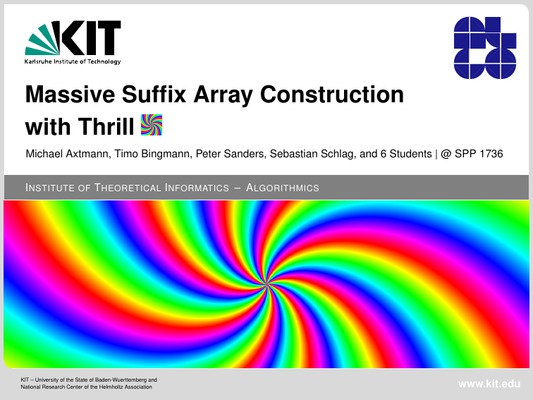 KIT
Karlsruhe Institute of Technology
Massive Suffix Array Construction
with Thrill
Michael Axtmann, Timo Bingmann, Peter Sanders, Sebastian Schlag, and 6 Students | @ SPP 1736
INSTITUTE OF THEORETICAL INFORMATICS – ALGORITHMICS
KIT – University of the State of Baden-Wuerttemberg and
National Research Center of the Helmholtz Association
www.kit.edu